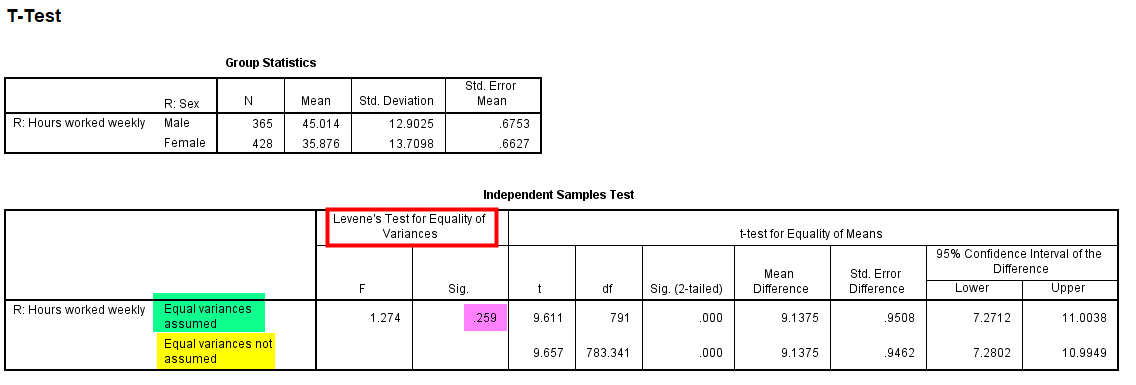 T-Test
Group Statistics
R: Sex N Mean Std. Deviation Std. Error Mean
R: Hours worked weekly Male 365 45.014 12.9025 .6753
Female 428 35.876 13.7098 .6627
Independent Samples Test
Levene's Test for Equality of Variances t-test for Equality of Means
F Sig. t df Sig. (2-tailed) Mean Difference Std. Error Difference 95% Confidence Interval of the Difference
Lower Upper
R: Hours worked weekly Equal variances assumed 1.274 .259 9.611 791 .000 9.1375 .9508 7.2712 11.0038
Equal variances not assumed 9.657 783.341 .000 9.1375 .9462 7.2802 10.9949